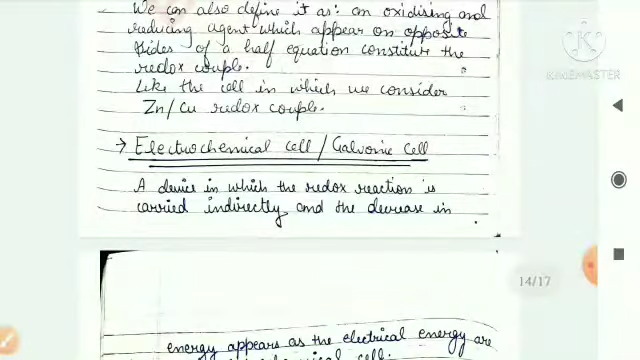 We can also define it as: an oxidising and
reducing agent which appear on opposite
sides of a half equation constitute the
redox couple.
Like the cell in which we consider
Zn/Cu redox couple.
→ Electrochemical cell / Galvanic cell
A device in which the redox reaction is
carried indirectly and the decrease in
energy appears as the electrical energy are
cell.
14/17
KINEMASTER